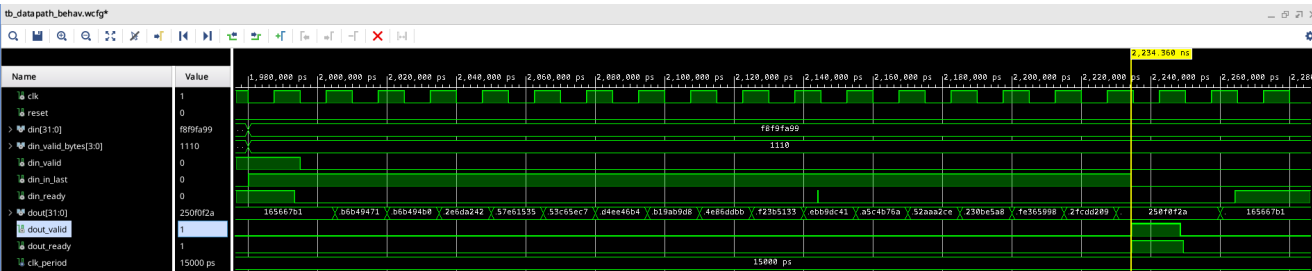 tb_datapath_behav.wcfg*
2,234.360 ns
Name Value
1,980,000 ps 2,000,000 ps 2,020,000 ps 2,040,000 ps 2,060,000 ps 2,080,000 ps 2,100,000 ps 2,120,000 ps 2,140,000 ps 2,160,000 ps 2,180,000 ps 2,200,000 ps 2,220,000 ps 2,240,000 ps 2,260,000 ps 2,28
clk 1
reset 0
din[31:0] f8f9fa99 f8f9fa99
din_valid_bytes[3:0] 1110 1110
din_valid 0
din_in_last 0
din_ready 0
dout[31:0] 250f0f2a 165667b1 .b6b49471 b6b494b0 2e6da242 57e61535 53c65ec7 d4ee46b4 .b19ab9d8 4e86ddbb .f23b5133 .ebb9dc41 a5c4b76a .52aaa2ce 230be5a8 .fe365998 2fcdd209 . 250f0f2a 165667b1
dout_valid 1
dout_ready 1
clk_period 15000 ps 15000 ps